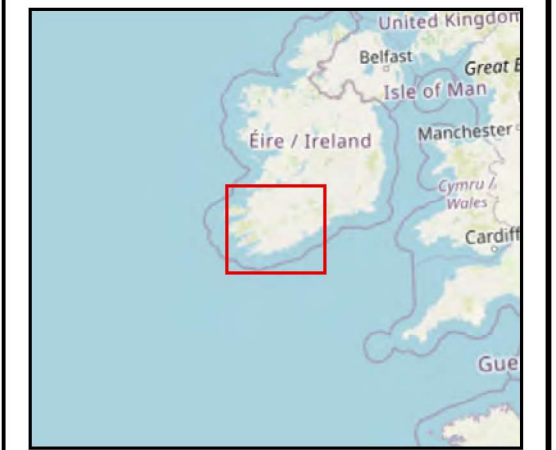 United Kingdom
Belfast
Great
Isle of Man
Éire / Ireland
Manchester
Cymru /
Wales
Cardiff
Gue